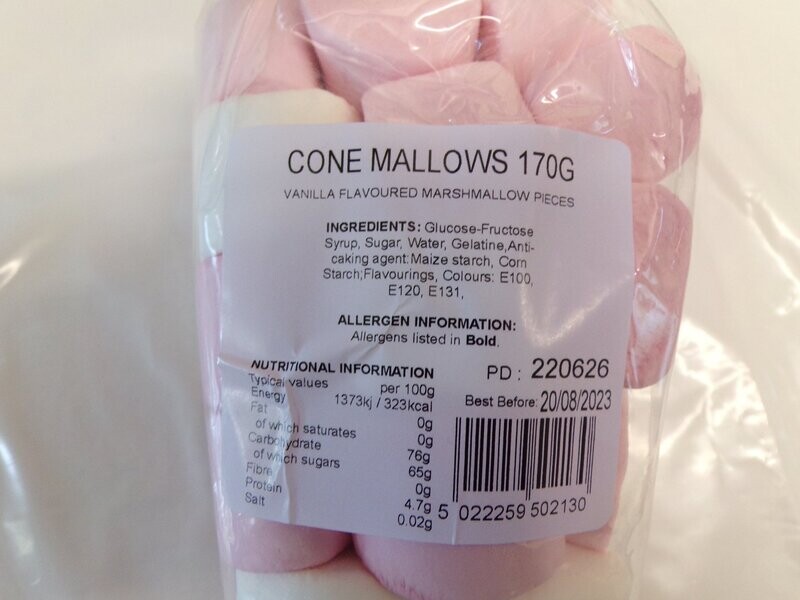 CONE MALLOWS 170G
VANILLA FLAVOURED MARSHMALLOW PIECES
INGREDIENTS: Glucose-Fructose
Syrup, Sugar, Water, Gelatine,Anti-
caking agent:Maize starch, Corn
Starch;Flavourings, Colours: E100,
E120, E131,
ALLERGEN INFORMATION:
Allergens listed in Bold.
NUTRITIONAL INFORMATION
Typical values per 100g
Energy 1373kj / 323kcal
Fat 0g
of which saturates 0g
Carbohydrate 76g
of which sugars 65g
Fibre 0g
Protein 4.7g
Salt 0.02g
PD: 220626
Best Before: 20/08/2023
5 022259 502130